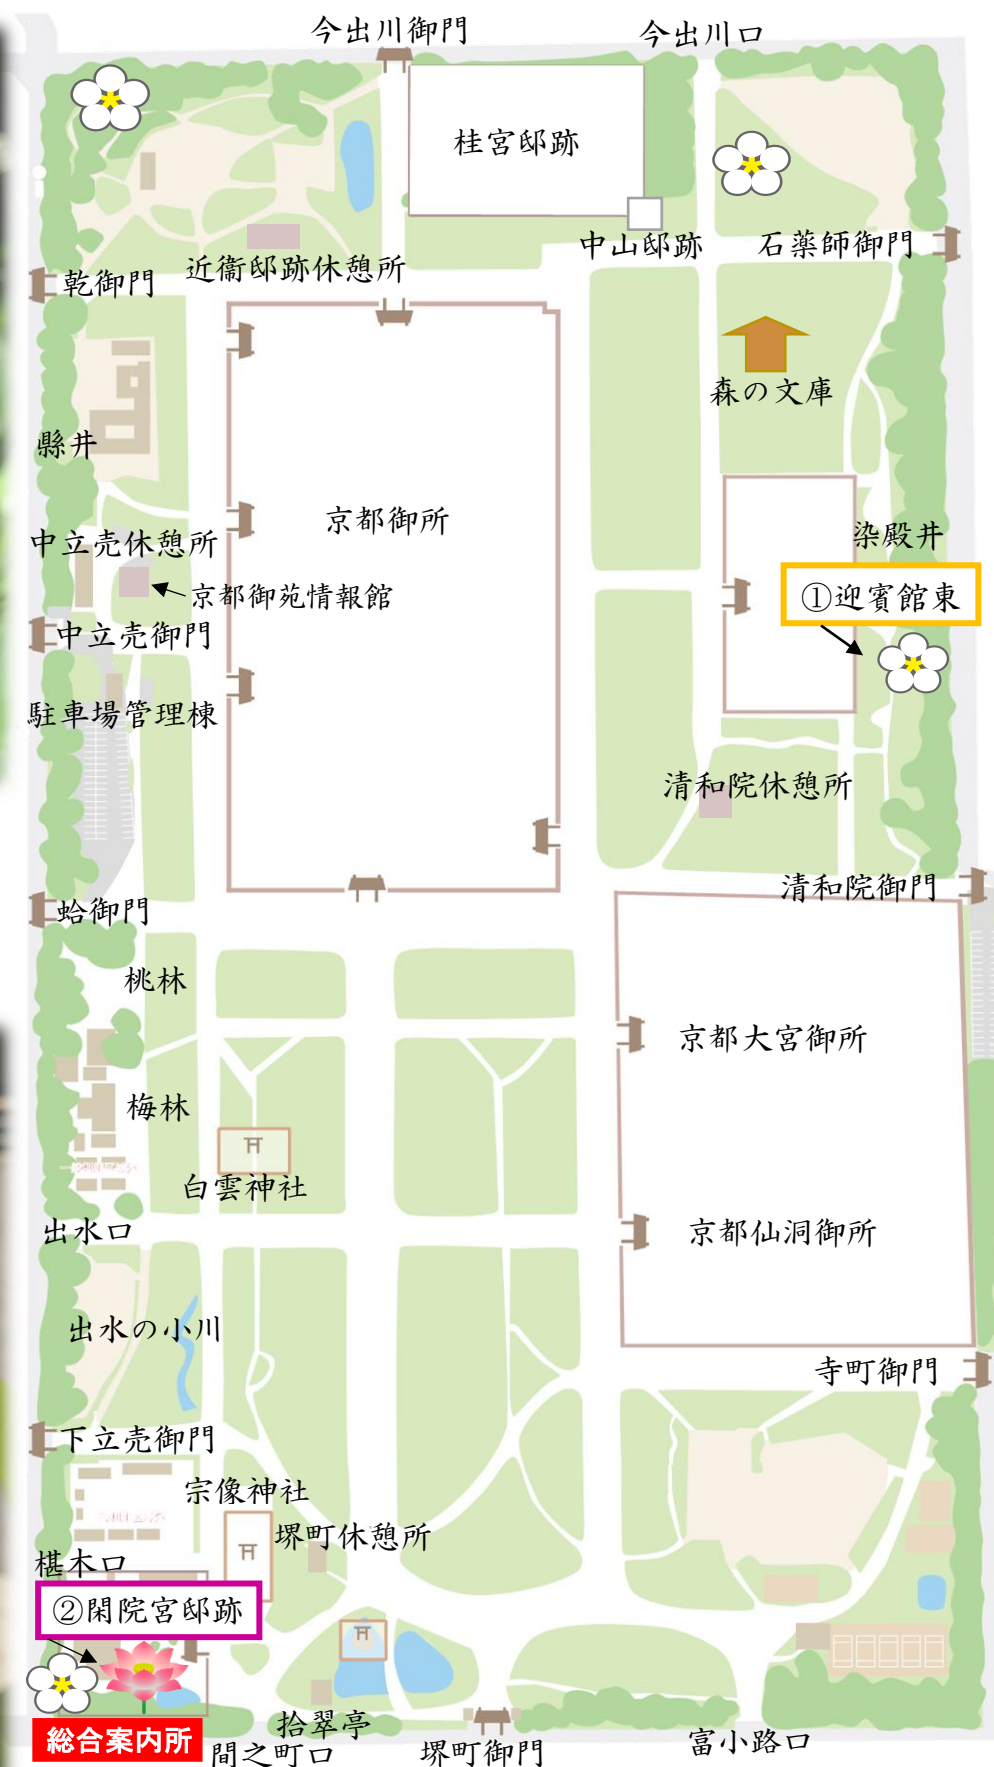 今出川御門
今出川口
桂宮邸跡
中山邸跡
石薬師御門
近衞邸跡休憩所
乾御門
森の文庫
縣井
京都御所
染殿井
中立売休憩所
京都御苑情報館
①迎賓館東
中立売御門
駐車場管理棟
清和院休憩所
清和院御門
蛤御門
桃林
京都大宮御所
梅林
白雲神社
出水口
京都仙洞御所
出水の小川
寺町御門
下立売御門
宗像神社
堺町休憩所
椹木口
②閑院宮邸跡
総合案内所
拾翠亭
間之町口
堺町御門
富小路口